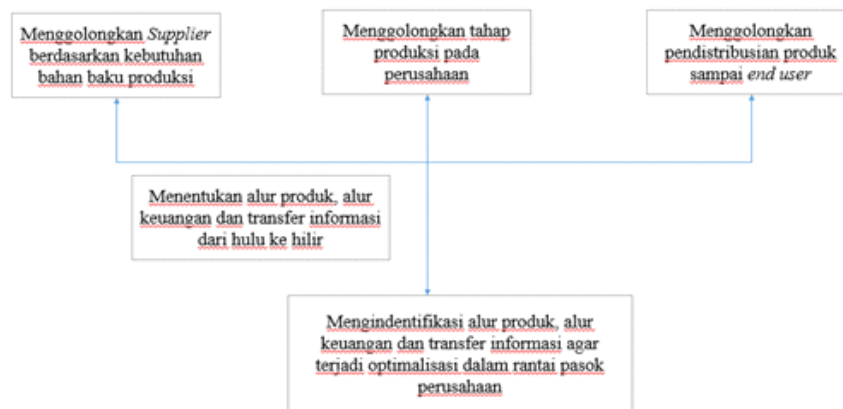 Menggolongkan Supplier
berdasarkan kebutuhan
bahan baku produksi
Menggolongkan tahap
produksi pada
perusahaan
Menggolongkan
pendistribusian produk
sampai end user
Menentukan alur produk, alur
keuangan dan transfer informasi
dari hulu ke hilir
Mengindentifikasi alur produk, alur
keuangan dan transfer informasi agar
terjadi optimalisasi dalam rantai pasok
perusahaan